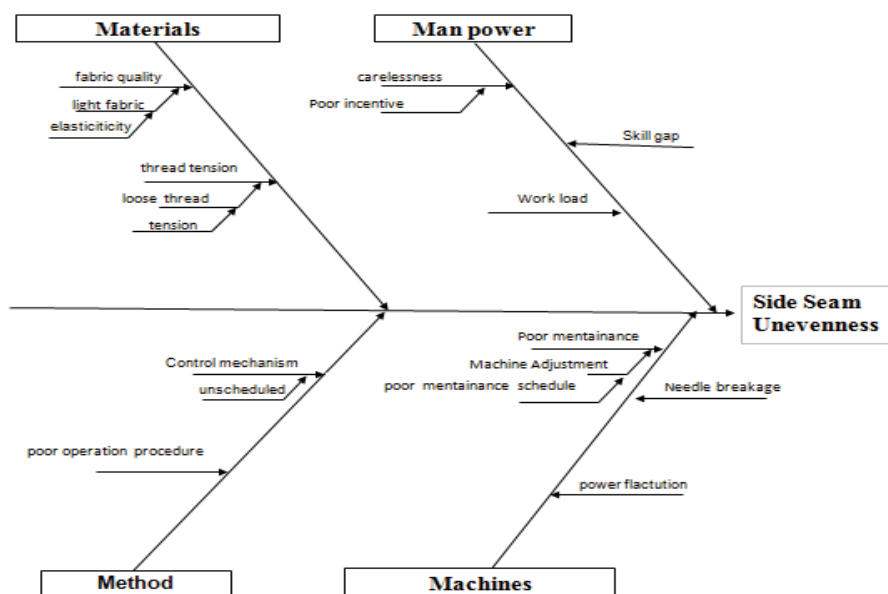 Materials
Man power
fabric quality
light fabric
elasticiticity
thread tension
loose thread
tension
carelessness
Poor incentive
Skill gap
Work load
Side Seam
Unevenness
Control mechanism
unscheduled
poor operation procedure
Poor mentainance
Machine Adjustment
poor mentainance schedule
Needle breakage
power flactution
Method
Machines